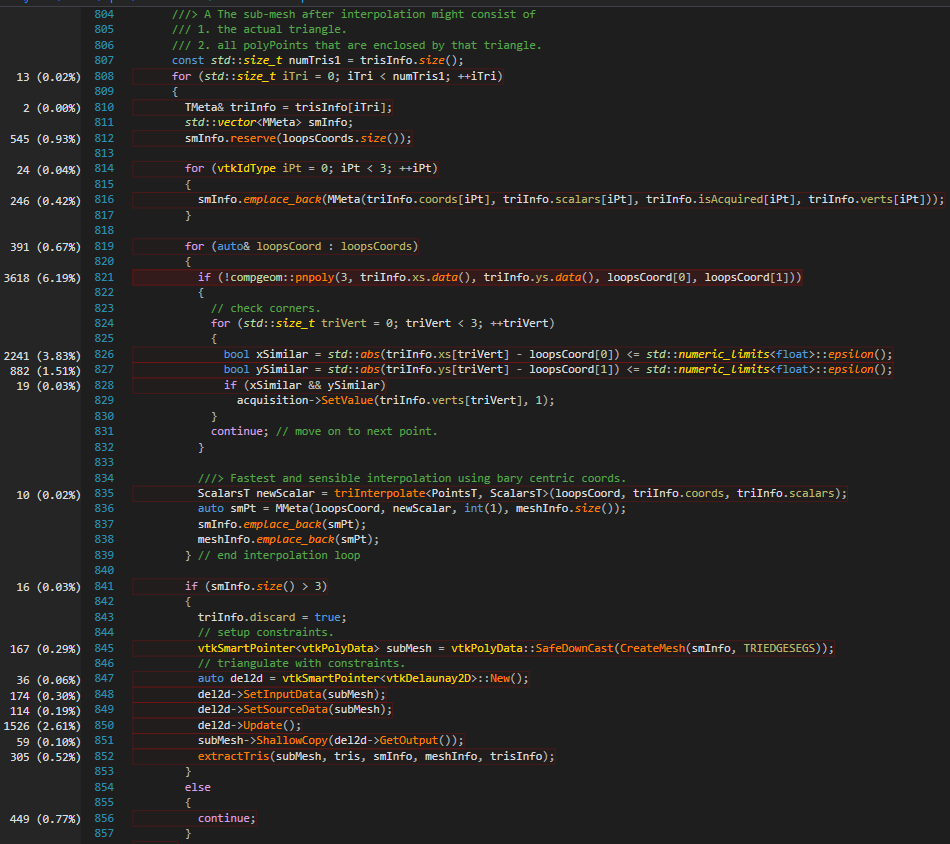 804 ///> A The sub-mesh after interpolation might consist of
805 /// 1. the actual triangle.
806 /// 2. all polyPoints that are enclosed by that triangle.
807 const std::size_t numTris1 = trisInfo.size();
13 (0.02%) 808 for (std::size_t iTri = 0; iTri < numTris1; ++iTri)
809 {
2 (0.00%) 810 TMeta& triInfo = trisInfo[iTri];
811 std::vector<MMeta> smInfo;
545 (0.93%) 812 smInfo.reserve(loopsCoords.size());
813
24 (0.04%) 814 for (vtkIdType iPt = 0; iPt < 3; ++iPt)
815 {
246 (0.42%) 816 smInfo.emplace_back(MMeta(triInfo.coords[iPt], triInfo.scalars[iPt], triInfo.isAcquired[iPt], triInfo.verts[iPt]));
817 }
818
391 (0.67%) 819 for (auto& loopsCoord : loopsCoords)
820 {
3618 (6.19%) 821 if (!compgeom::pnpoly(3, triInfo.xs.data(), triInfo.ys.data(), loopsCoord[0], loopsCoord[1]))
822 {
823 // check corners.
824 for (std::size_t triVert = 0; triVert < 3; ++triVert)
825 {
2241 (3.83%) 826 bool xSimilar = std::abs(triInfo.xs[triVert] - loopsCoord[0]) <= std::numeric_limits<float>::epsilon();
882 (1.51%) 827 bool ySimilar = std::abs(triInfo.ys[triVert] - loopsCoord[1]) <= std::numeric_limits<float>::epsilon();
19 (0.03%) 828 if (xSimilar && ySimilar)
829 acquisition->SetValue(triInfo.verts[triVert], 1);
830 }
831 continue; // move on to next point.
832 }
833
834 ///> Fastest and sensible interpolation using bary centric coords.
10 (0.02%) 835 ScalarsT newScalar = triInterpolate<PointsT, ScalarsT>(loopsCoord, triInfo.coords, triInfo.scalars);
836 auto smPt = MMeta(loopsCoord, newScalar, int(1), meshInfo.size());
837 smInfo.emplace_back(smPt);
838 meshInfo.emplace_back(smPt);
839 } // end interpolation loop
840
16 (0.03%) 841 if (smInfo.size() > 3)
842 {
843 triInfo.discard = true;
844 // setup constraints.
167 (0.29%) 845 vtkSmartPointer<vtkPolyData> subMesh = vtkPolyData::SafeDownCast(CreateMesh(smInfo, TRIEDGESEGS));
846 // triangulate with constraints.
36 (0.06%) 847 auto del2d = vtkSmartPointer<vtkDelaunay2D>::New();
174 (0.30%) 848 del2d->SetInputData(subMesh);
114 (0.19%) 849 del2d->SetSourceData(subMesh);
1526 (2.61%) 850 del2d->Update();
59 (0.10%) 851 subMesh->ShallowCopy(del2d->GetOutput());
305 (0.52%) 852 extractTris(subMesh, tris, smInfo, meshInfo, trisInfo);
853 }
854 else
855 {
449 (0.77%) 856 continue;
857 }